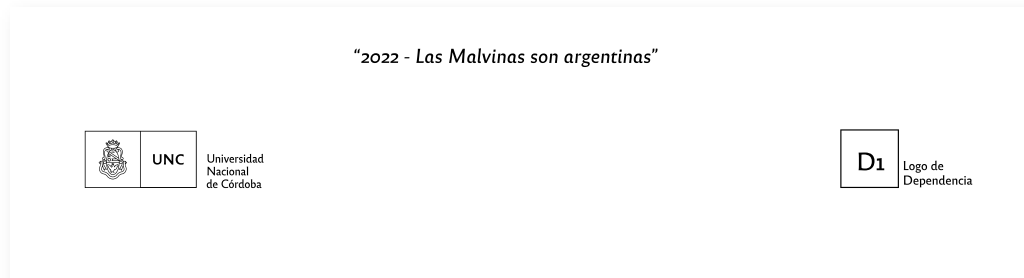 “2022 - Las Malvinas son argentinas”
UNC
Universidad
Nacional
de Córdoba
D1
Logo de
Dependencia